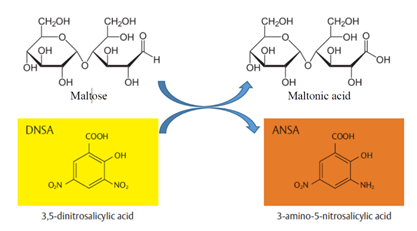 CH₂OH CH₂OH CH₂OH CH₂OH
O OH O O OH O
OH OH H OH OH OH
OH O OH O
OH OH OH OH
Maltose Maltonic acid
DNSA ANSA
COOH COOH
OH OH
O₂N NO₂ O₂N NH₂
3,5-dinitrosalicylic acid 3-amino-5-nitrosalicylic acid